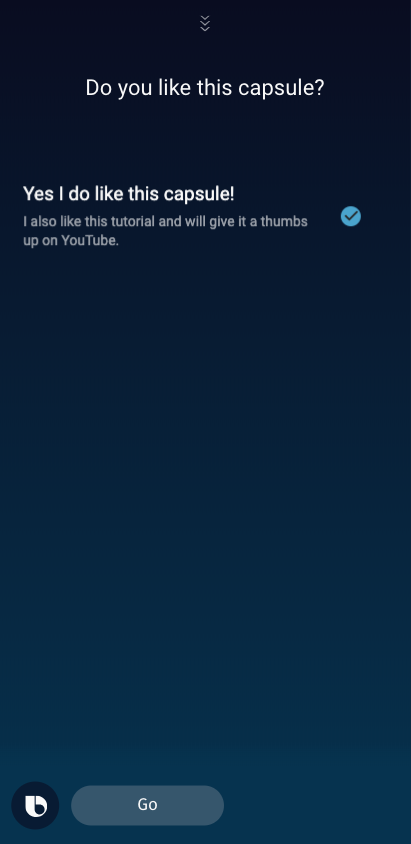 Do you like this capsule?
Yes I do like this capsule!
I also like this tutorial and will give it a thumbs
up on YouTube.
Go